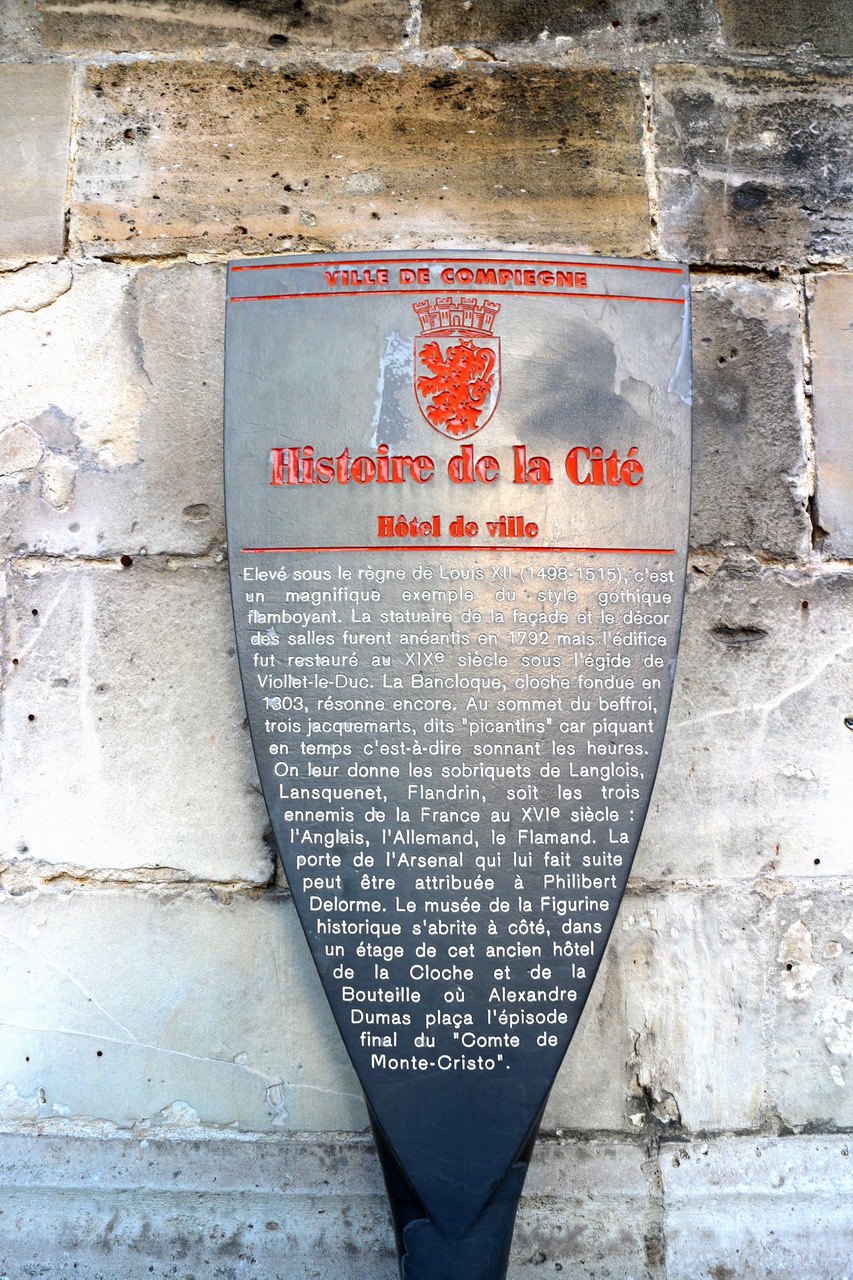 VILLE DE COMPIEGNE
Histoire de la Cité
Hôtel de ville
Elevé sous le règne de Louis XII (1498-1515), c'est
un magnifique exemple du style gothique
flamboyant. La statuaire de la façade et le décor
des salles furent anéantis en 1792 mais l'édifice
fut restauré au XIXe siècle sous l'égide de
Viollet-le-Duc. La Bancloque, cloche fondue en
1303, résonne encore. Au sommet du beffroi,
trois jacquemarts, dits "picantins" car piquant
en temps c'est-à-dire sonnant les heures.
On leur donne les sobriquets de Langlois,
Lansquenet, Flandrin, soit les trois
ennemis de la France au XVIe siècle :
l'Anglais, l'Allemand, le Flamand. La
porte de l'Arsenal qui lui fait suite
peut être attribuée à Philibert
Delorme. Le musée de la Figurine
historique s'abrite à côté, dans
un étage de cet ancien hôtel
de la Cloche et de la
Bouteille où Alexandre
Dumas plaça l'épisode
final du "Comte de
Monte-Cristo".